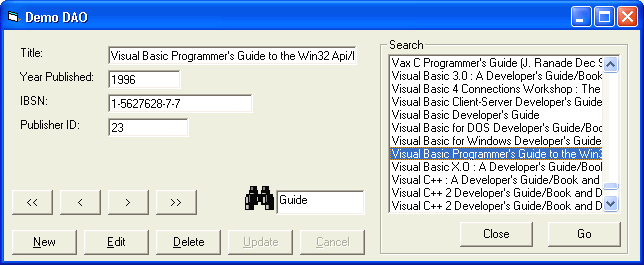 Demo DAO
Title:
Visual Basic Programmer's Guide to the Win32 Api/I
Year Published:
1996
IBSN:
1-5627628-7-7
Publisher ID:
23
<<
<
>
>>
Guide
New
Edit
Delete
Update
Cancel
Search
Vax C Programmer's Guide (J. Ranade Dec S
Visual Basic 3.0 : A Developer's Guide/Book
Visual Basic 4 Connections Workshop : The
Visual Basic Client-Server Developer's Guide
Visual Basic Developer's Guide
Visual Basic for DOS Developer's Guide/Boo
Visual Basic for Windows Developer's Guide
Visual Basic Programmer's Guide to the Win3
Visual Basic X.O : A Developer's Guide/Boo
Visual C++ : A Developer's Guide/Book and
Visual C++ 2 Developer's Guide/Book and D
Visual C++ 2 Developer's Guide/Book and D
Close
Go